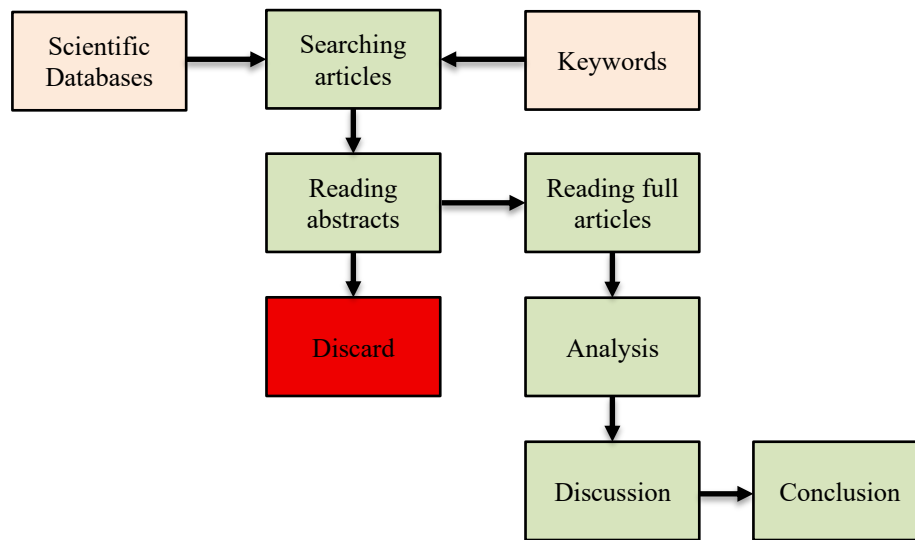 Scientific
Databases
Searching
articles
Keywords
Reading
abstracts
Reading full
articles
Discard
Analysis
Discussion
Conclusion